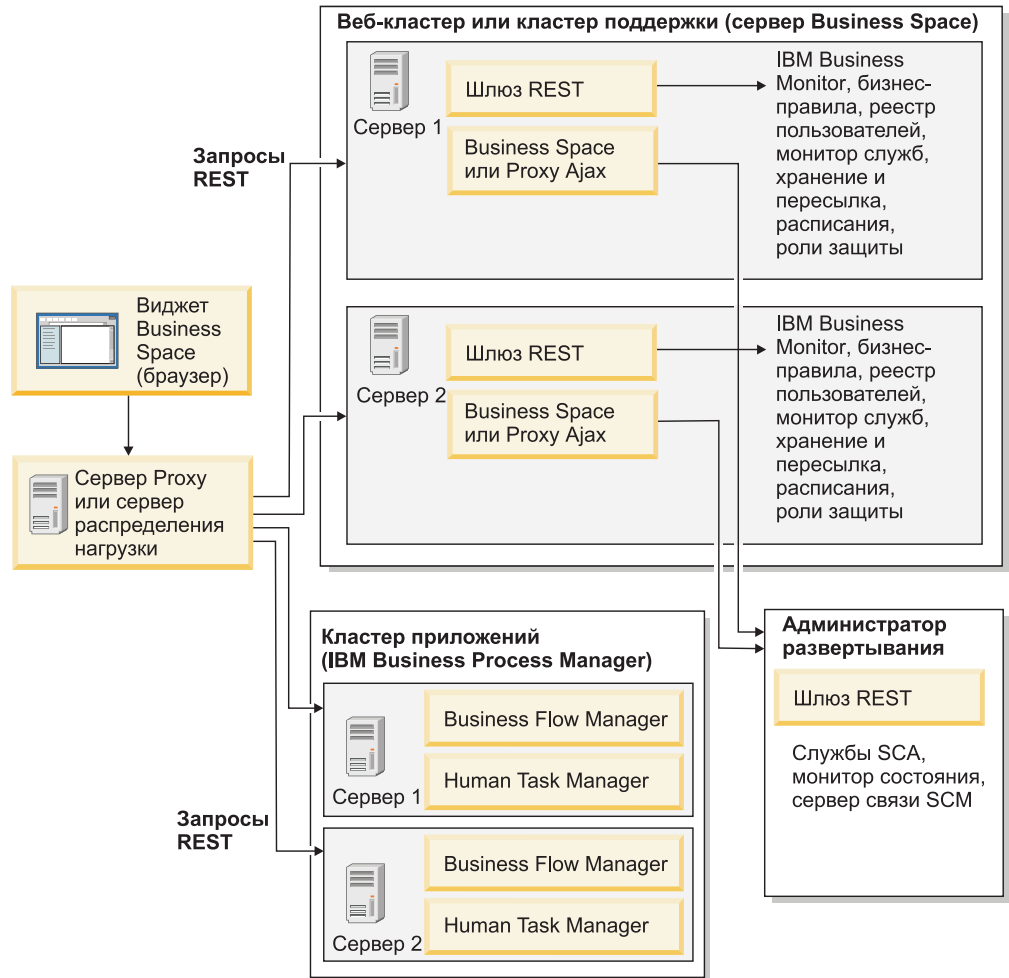 Веб-кластер или кластер поддержки (сервер Business Space)
Сервер 1
Шлюз REST
Business Space
или Proxy Ajax
IBM Business
Monitor, бизнес-
правила, реестр
пользователей,
монитор служб,
хранение и
пересылка,
расписания,
роли защиты
Запросы
REST
Виджет
Business
Space
(браузер)
Сервер 2
Шлюз REST
Business Space
или Proxy Ajax
IBM Business
Monitor, бизнес-
правила, реестр
пользователей,
монитор служб,
хранение и
пересылка,
расписания,
роли защиты
Сервер Proxy
или сервер
распределения
нагрузки
Кластер приложений
(IBM Business Process Manager)
Сервер 1
Business Flow Manager
Human Task Manager
Запросы
REST
Сервер 2
Business Flow Manager
Human Task Manager
Администратор
развертывания
Шлюз REST
Службы SCA,
монитор состояния,
сервер связи SCM